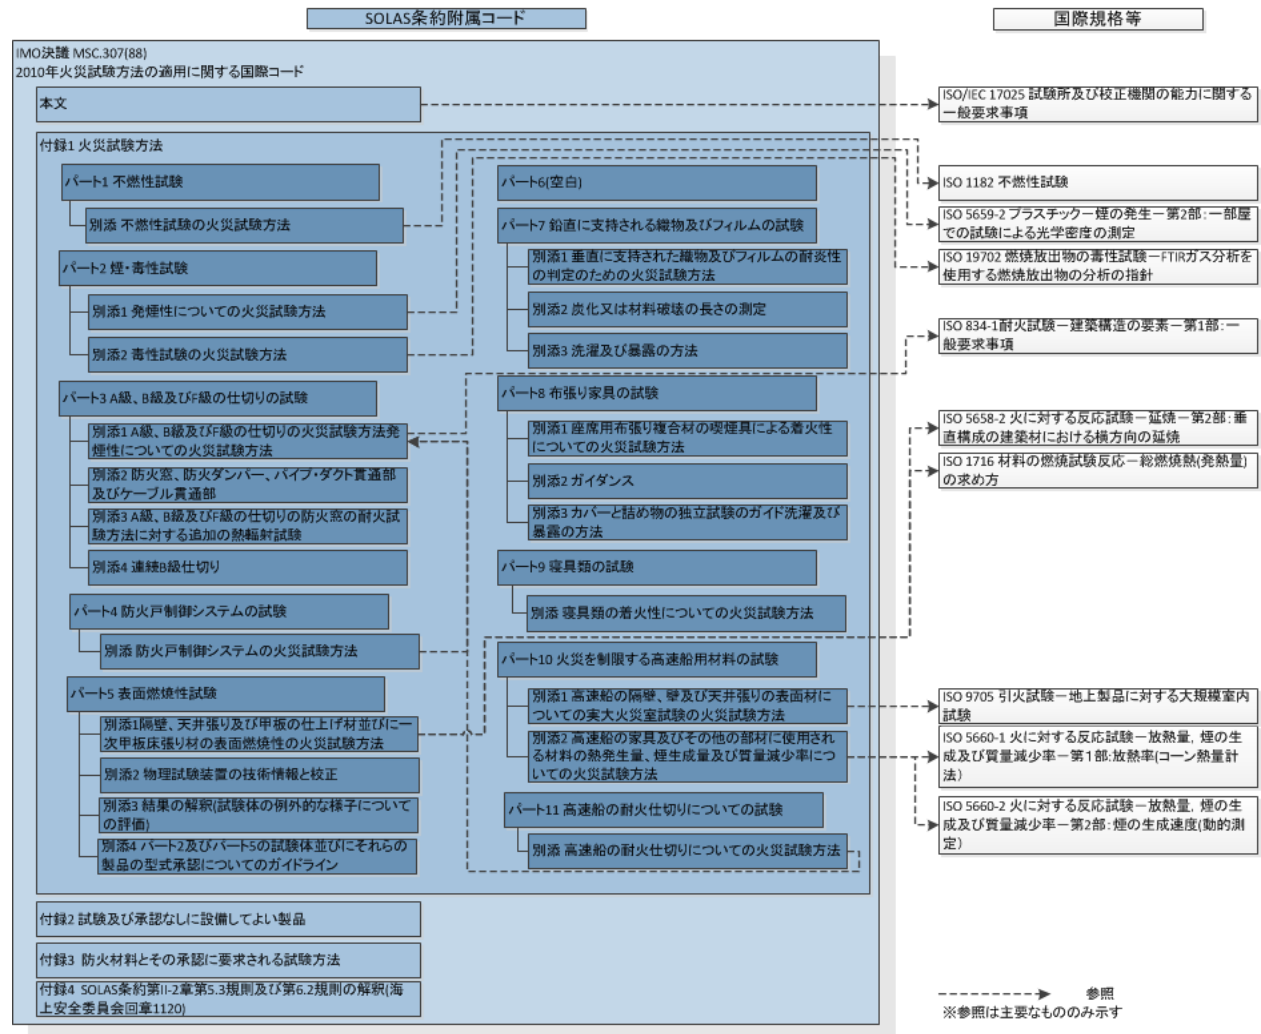 SOLAS条約附属コード
国際規格等
IMO決議 MSC.307(88)
2010年火災試験方法の適用に関する国際コード
本文
付録1 火災試験方法
パート1 不燃性試験
別添 不燃性試験の火災試験方法
パート2 煙・毒性試験
別添1 発煙性についての火災試験方法
別添2 毒性試験の火災試験方法
パート3 A級、B級及びF級の仕切りの試験
別添1 A級、B級及びF級の仕切りの火災試験方法発
煙性についての火災試験方法
別添2 防火窓、防火ダンパー、パイプ・ダクト貫通部
及びケーブル貫通部
別添3 A級、B級及びF級の仕切りの防火窓の耐火試
験方法に対する追加の熱輻射試験
別添4 連続B級仕切り
パート4 防火戸制御システムの試験
別添 防火戸制御システムの火災試験方法
パート5 表面燃焼性試験
別添1隔壁、天井張り及び甲板の仕上げ材並びに一
次甲板床張り材の表面燃焼性の火災試験方法
別添2 物理試験装置の技術情報と校正
別添3 結果の解釈(試験体の例外的な様子について
の評価)
別添4 パート2及びパート5の試験体並びにそれらの
製品の型式承認についてのガイドライン
パート6(空白)
パート7 鉛直に支持される織物及びフィルムの試験
別添1 垂直に支持された織物及びフィルムの耐炎性
の判定のための火災試験方法
別添2 炭化又は材料破壊の長さの測定
別添3 洗濯及び暴露の方法
パート8 布張り家具の試験
別添1 座席用布張り複合材の喫煙具による着火性
についての火災試験方法
別添2 ガイダンス
別添3 カバーと詰め物の独立試験のガイド洗濯及び
暴露の方法
パート9 寝具類の試験
別添 寝具類の着火性についての火災試験方法
パート10 火災を制限する高速船用材料の試験
別添1 高速船の隔壁、壁及び天井張りの表面材に
ついての実大火災室試験の火災試験方法
別添2 高速船の家具及びその他の部材に使用され
る材料の熱発生量、煙生成量及び質量減少率につ
いての火災試験方法
パート11 高速船の耐火仕切りについての試験
別添 高速船の耐火仕切りについての火災試験方法
付録2 試験及び承認なしに設備してよい製品
付録3 防火材料とその承認に要求される試験方法
付録4 SOLAS条約第II-2章第5.3規則及び第6.2規則の解釈(海
上安全委員会回章1120)
ISO/IEC 17025 試験所及び校正機関の能力に関する
一般要求事項
ISO 1182 不燃性試験
ISO 5659-2 プラスチック－煙の発生－第2部：一部屋
での試験による光学密度の測定
ISO 19702 燃焼放出物の毒性試験－FTIRガス分析を
使用する燃焼放出物の分析の指針
ISO 834-1耐火試験－建築構造の要素－第1部：一
般要求事項
ISO 5658-2 火に対する反応試験－延焼－第2部：垂
直構成の建築材における横方向の延焼
ISO 1716 材料の燃焼試験反応－総燃焼熱(発熱量)
の求め方
ISO 9705 引火試験－地上製品に対する大規模室内
試験
ISO 5660-1 火に対する反応試験－放熱量，煙の生
成及び質量減少率－第1部:放熱率(コーン熱量計
法）
ISO 5660-2 火に対する反応試験－放熱量，煙の生
成及び質量減少率－第2部：煙の生成速度(動的測
定）
参照
※参照は主要なもののみ示す